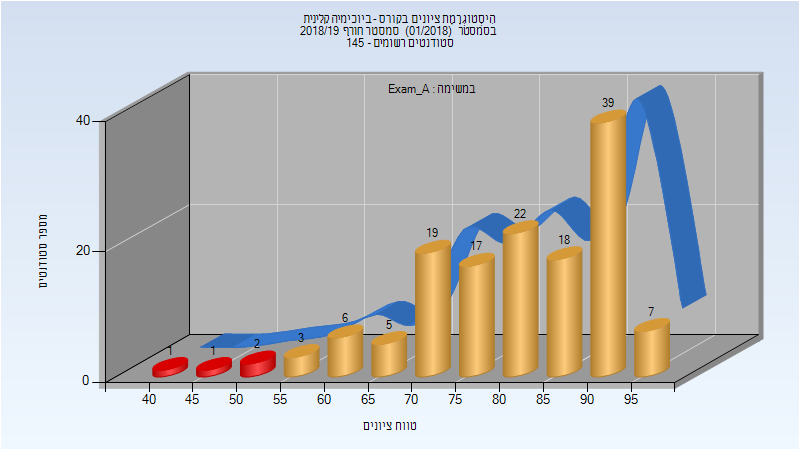 היסטוגרמת ציונים בקורס - ביוכימיה קלינית
בסמסטר (01/2018) סמסטר חורף 2018/19
סטודנטים רשומים - 145
במשימה : Exam_A
מספר סטודנטים
40
20
0
1
1
2
3
6
5
19
17
22
18
39
7
40 45 50 55 60 65 70 75 80 85 90 95
טווח ציונים